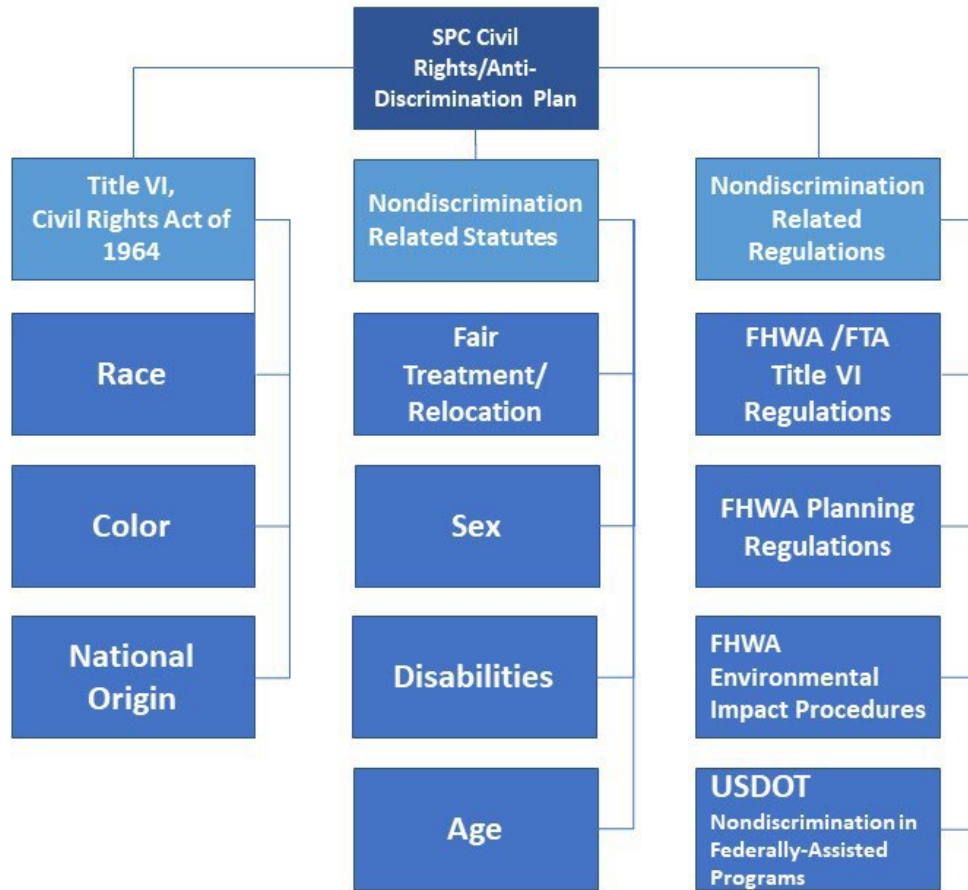 SPC Civil
Rights/Anti-
Discrimination Plan
Title VI,
Civil Rights Act of
1964
Race
Color
National
Origin
Nondiscrimination
Related Statutes
Fair
Treatment/
Relocation
Sex
Disabilities
Age
Nondiscrimination
Related
Regulations
FHWA /FTA
Title VI
Regulations
FHWA Planning
Regulations
FHWA
Environmental
Impact Procedures
USDOT
Nondiscrimination in
Federally-Assisted
Programs